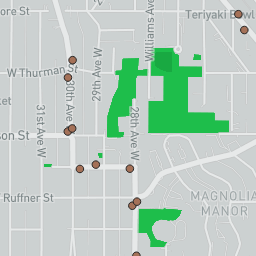 ore St
Teriyaki Bowl
Williams Ave
W Thurman St
29th Ave W
30th Ave W
ket
28th Ave W
31st Ave W
son St
Ruffner St
MAGNOLIA
MANOR